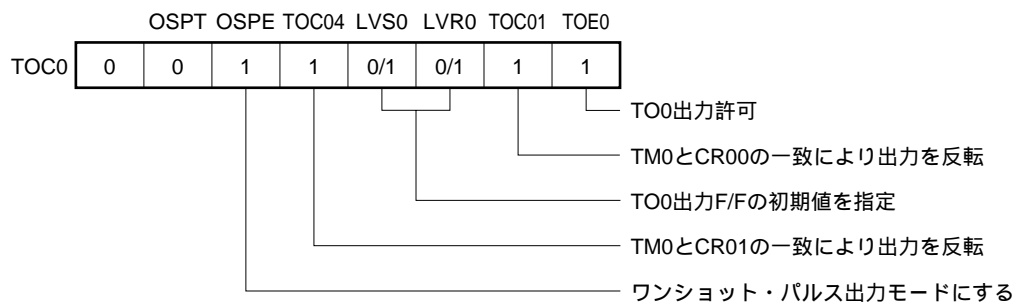 OSPT OSPE TOC04 LVS0 LVR0 TOC01 TOE0
TOC0 0 0 1 1 0/1 0/1 1 1
TO0出力許可
TM0とCR00の一致により出力を反転
TO0出力F/Fの初期値を指定
TM0とCR01の一致により出力を反転
ワンショット・パルス出力モードにする